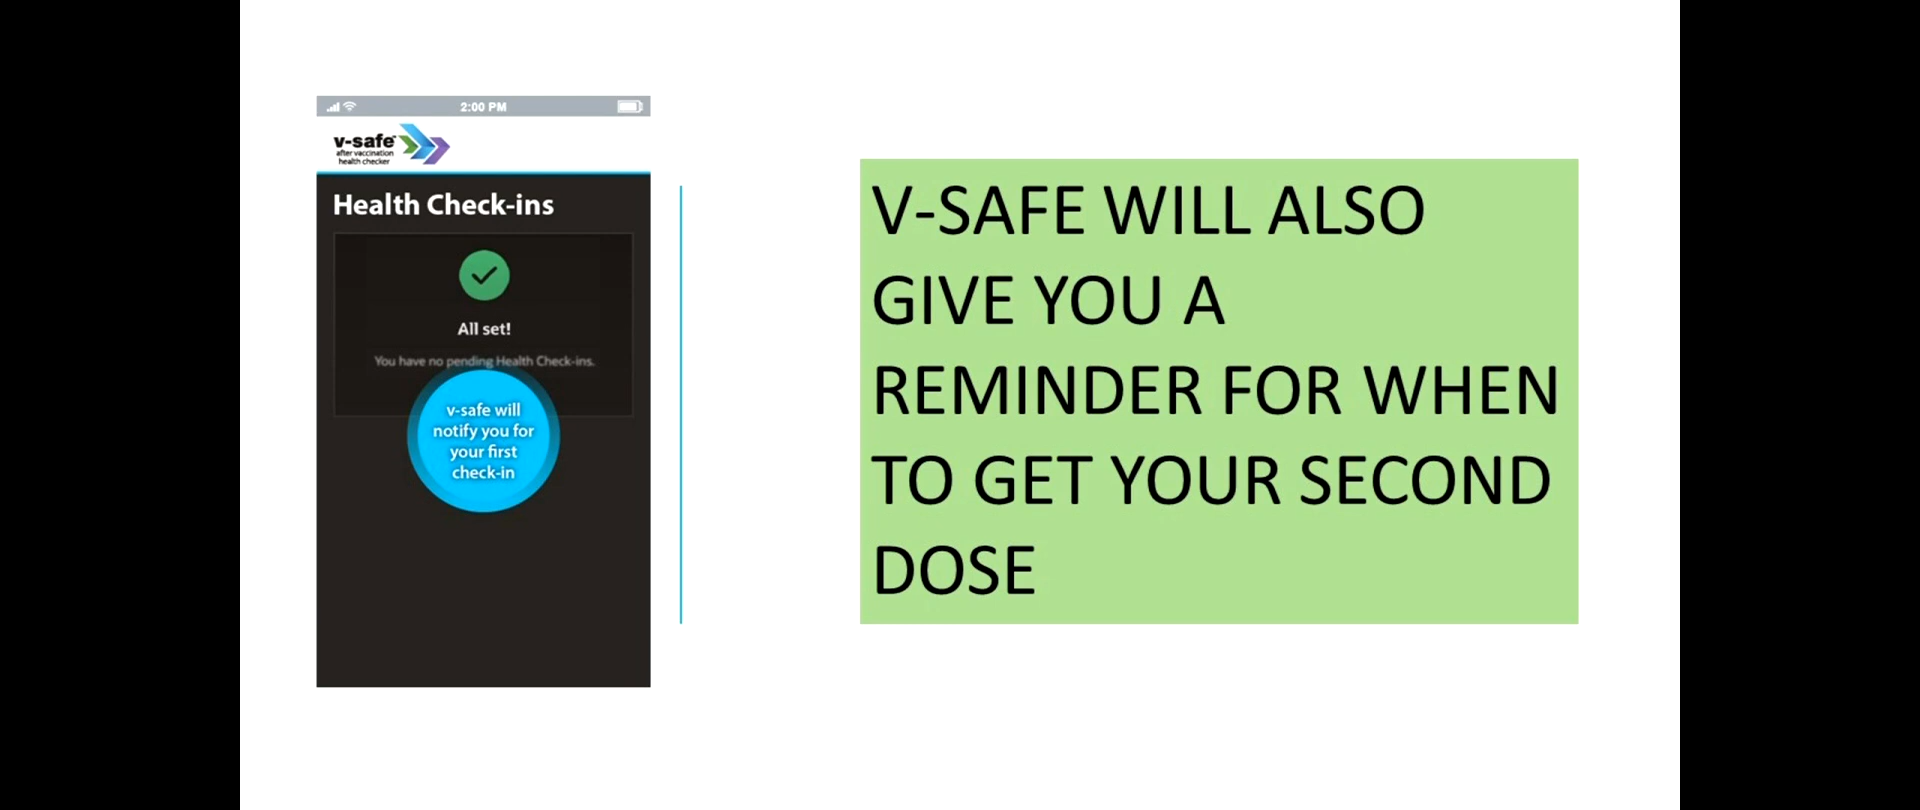 2:00 PM
v-safe™
after vaccination
health checker
Health Check-ins
All set!
You have no pending Health Check-ins.
v-safe will
notify you for
your first
check-in
V-SAFE WILL ALSO
GIVE YOU A
REMINDER FOR WHEN
TO GET YOUR SECOND
DOSE